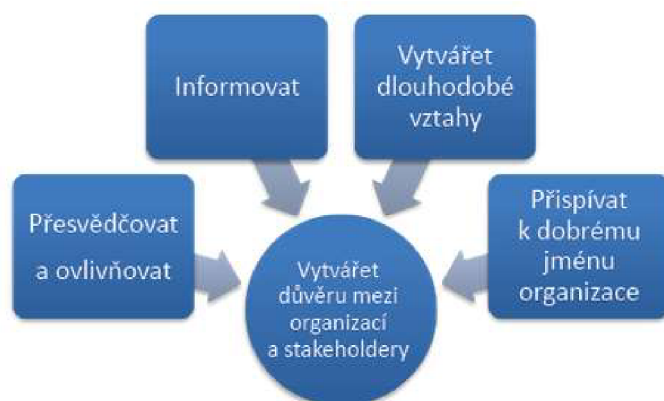 Informovat
Vytvářet
dlouhodobé
vztahy
Přesvědčovat
a ovlivňovat
Přispívat
k dobrému
jménu
organizace
Vytvářet
důvěru mezi
organizací
a stakeholdery